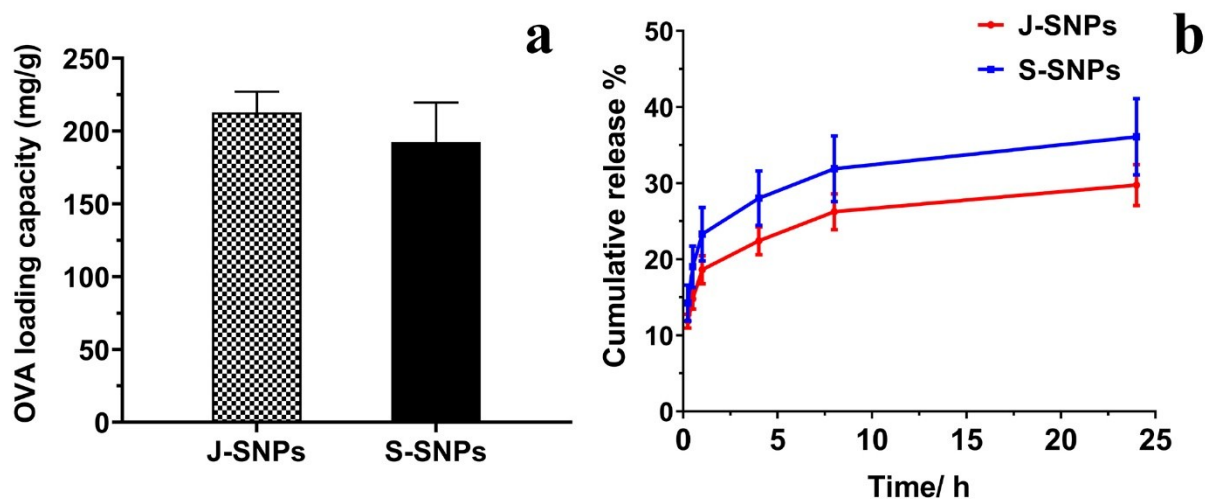 a
OVA loading capacity (mg/g)
250
200
150
100
50
0
J-SNPs
S-SNPs
b
J-SNPs
S-SNPs
Cumulative release %
50
40
30
20
10
0
0
5
10
15
20
25
Time/ h